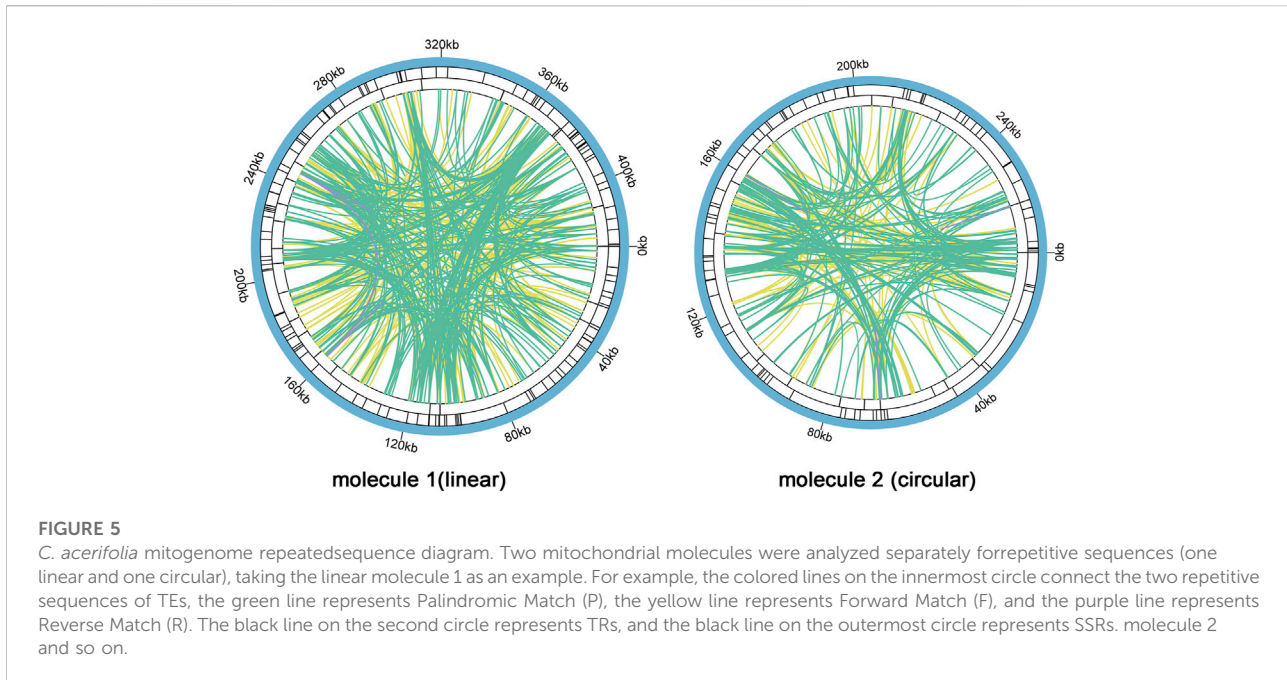 320kb
280kb
360kb
240kb
400kb
200kb
0kb
160kb
40kb
120kb
80kb
molecule 1(linear)
200kb
240kb
160kb
0kb
120kb
40kb
80kb
molecule 2 (circular)
FIGURE 5
C. acerifolia mitogenome repeatedsequence diagram. Two mitochondrial molecules were analyzed separately forrepetitive sequences (one
linear and one circular), taking the linear molecule 1 as an example. For example, the colored lines on the innermost circle connect the two repetitive
sequences of TEs, the green line represents Palindromic Match (P), the yellow line represents Forward Match (F), and the purple line represents
Reverse Match (R). The black line on the second circle represents TRs, and the black line on the outermost circle represents SSRs. molecule 2
and so on.